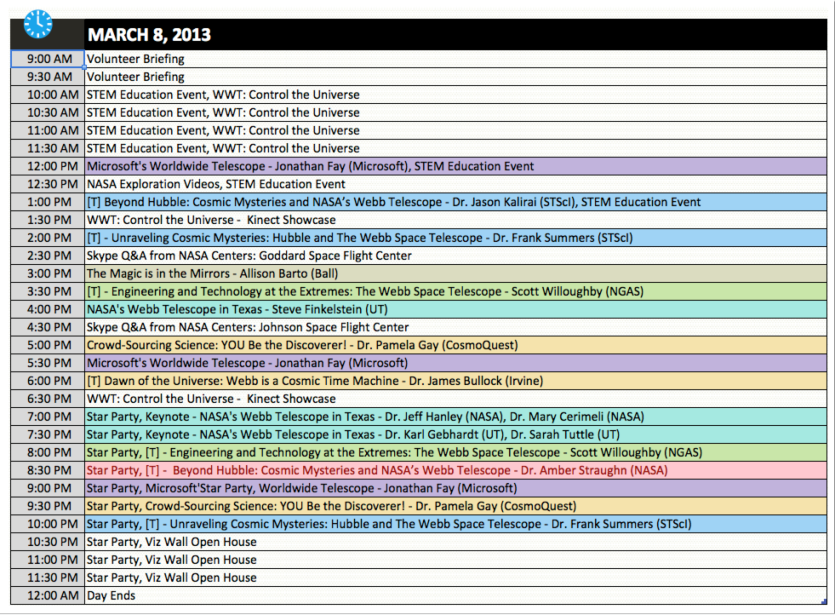 MARCH 8, 2013
9:00 AM Volunteer Briefing
9:30 AM Volunteer Briefing
10:00 AM STEM Education Event, WWT: Control the Universe
10:30 AM STEM Education Event, WWT: Control the Universe
11:00 AM STEM Education Event, WWT: Control the Universe
11:30 AM STEM Education Event, WWT: Control the Universe
12:00 PM Microsoft's Worldwide Telescope - Jonathan Fay (Microsoft), STEM Education Event
12:30 PM NASA Exploration Videos, STEM Education Event
1:00 PM [T] Beyond Hubble: Cosmic Mysteries and NASA's Webb Telescope - Dr. Jason Kalirai (STScI), STEM Education Event
1:30 PM WWT: Control the Universe - Kinect Showcase
2:00 PM [T] - Unraveling Cosmic Mysteries: Hubble and The Webb Space Telescope - Dr. Frank Summers (STScI)
2:30 PM Skype Q&A from NASA Centers: Goddard Space Flight Center
3:00 PM The Magic is in the Mirrors - Allison Barto (Ball)
3:30 PM [T] - Engineering and Technology at the Extremes: The Webb Space Telescope - Scott Willoughby (NGAS)
4:00 PM NASA's Webb Telescope in Texas - Steve Finkelstein (UT)
4:30 PM Skype Q&A from NASA Centers: Johnson Space Flight Center
5:00 PM Crowd-Sourcing Science: YOU Be the Discoverer! - Dr. Pamela Gay (CosmoQuest)
5:30 PM Microsoft's Worldwide Telescope - Jonathan Fay (Microsoft)
6:00 PM [T] Dawn of the Universe: Webb is a Cosmic Time Machine - Dr. James Bullock (Irvine)
6:30 PM WWT: Control the Universe - Kinect Showcase
7:00 PM Star Party, Keynote - NASA's Webb Telescope in Texas - Dr. Jeff Hanley (NASA), Dr. Mary Cerimeli (NASA)
7:30 PM Star Party, Keynote - NASA's Webb Telescope in Texas - Dr. Karl Gebhardt (UT), Dr. Sarah Tuttle (UT)
8:00 PM Star Party, [T] - Engineering and Technology at the Extremes: The Webb Space Telescope - Scott Willoughby (NGAS)
8:30 PM Star Party, [T] - Beyond Hubble: Cosmic Mysteries and NASA's Webb Telescope - Dr. Amber Straughn (NASA)
9:00 PM Star Party, Microsoft'Star Party, Worldwide Telescope - Jonathan Fay (Microsoft)
9:30 PM Star Party, Crowd-Sourcing Science: YOU Be the Discoverer! - Dr. Pamela Gay (CosmoQuest)
10:00 PM Star Party, [T] - Unraveling Cosmic Mysteries: Hubble and The Webb Space Telescope - Dr. Frank Summers (STScI)
10:30 PM Star Party, Viz Wall Open House
11:00 PM Star Party, Viz Wall Open House
11:30 PM Star Party, Viz Wall Open House
12:00 AM Day Ends